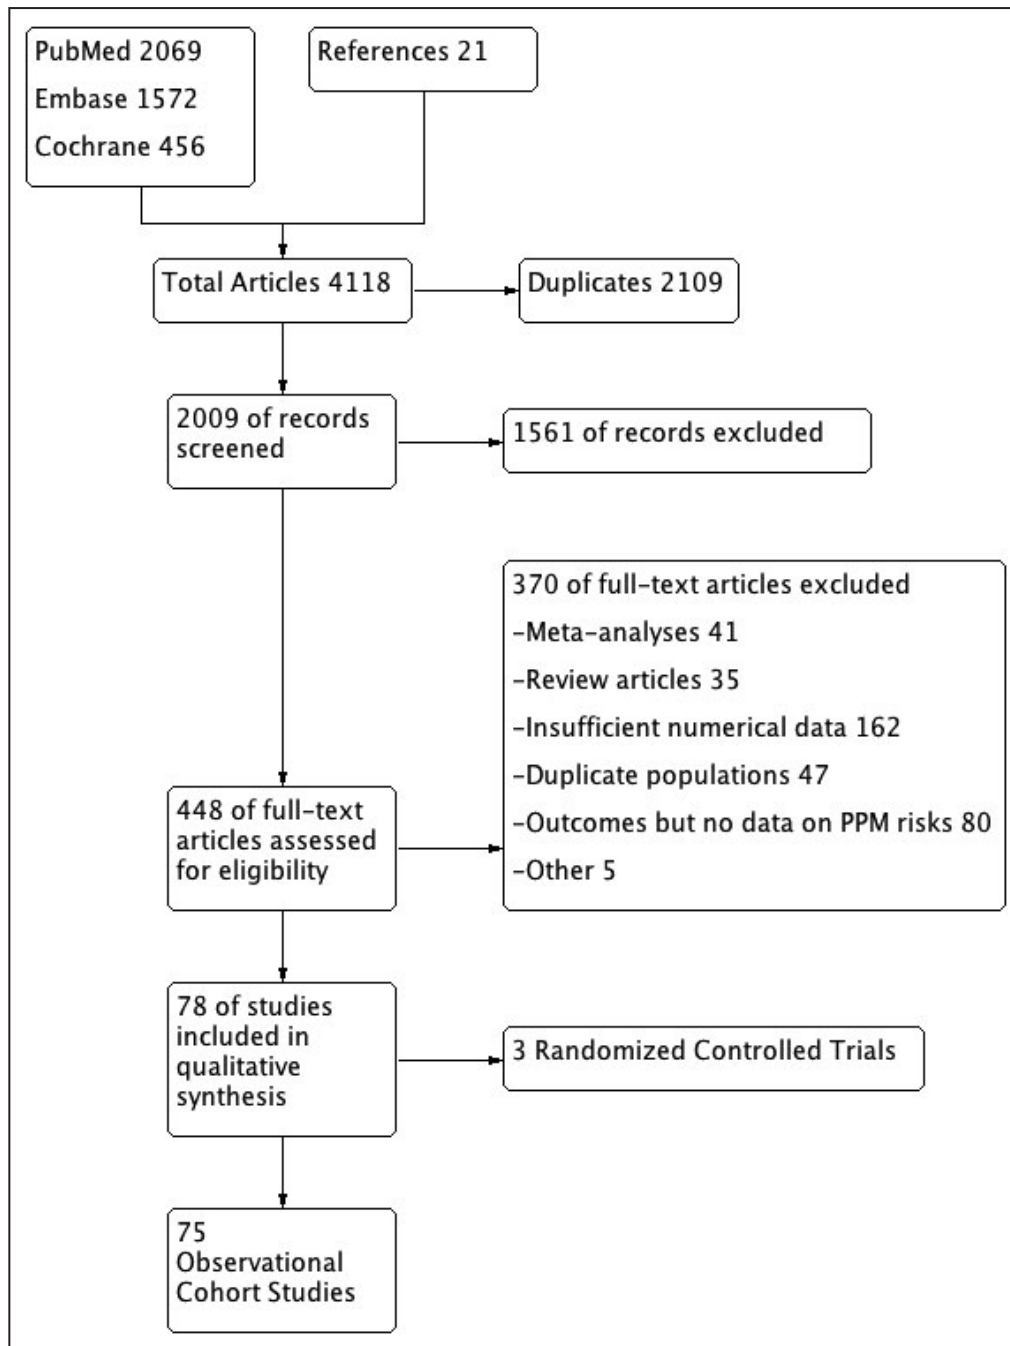 PubMed 2069
Embase 1572
Cochrane 456
References 21
Total Articles 4118
Duplicates 2109
2009 of records
screened
1561 of records excluded
370 of full-text articles excluded
-Meta-analyses 41
-Review articles 35
-Insufficient numerical data 162
-Duplicate populations 47
-Outcomes but no data on PPM risks 80
-Other 5
448 of full-text
articles assessed
for eligibility
78 of studies
included in
qualitative
synthesis
3 Randomized Controlled Trials
75
Observational
Cohort Studies